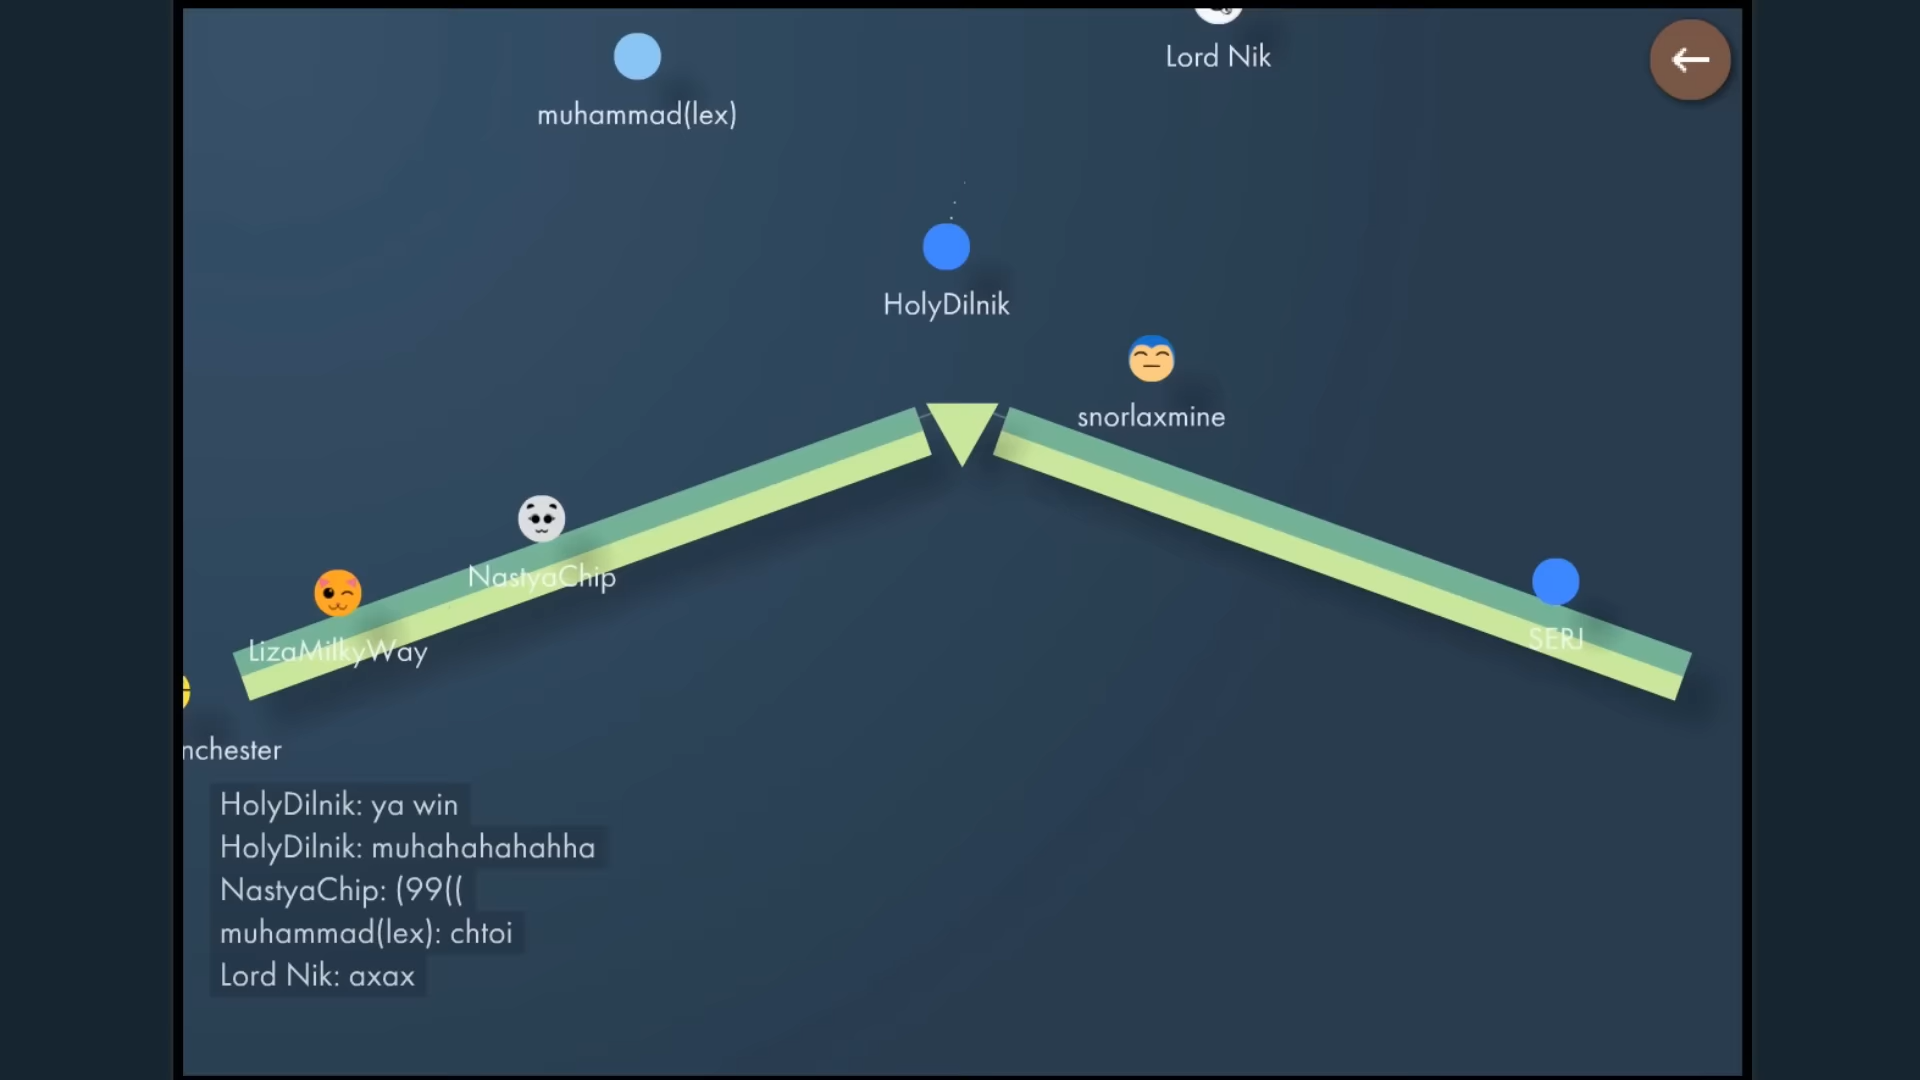 Lord Nik
muhammad(lex)
HolyDilnik
snorlaxmine
NastyaChip
SERJ
LizaMilkyWay
nchester
HolyDilnik: ya win
HolyDilnik: muhahahahahha
NastyaChip: (99((
muhammad(lex): chtoi
Lord Nik: axax